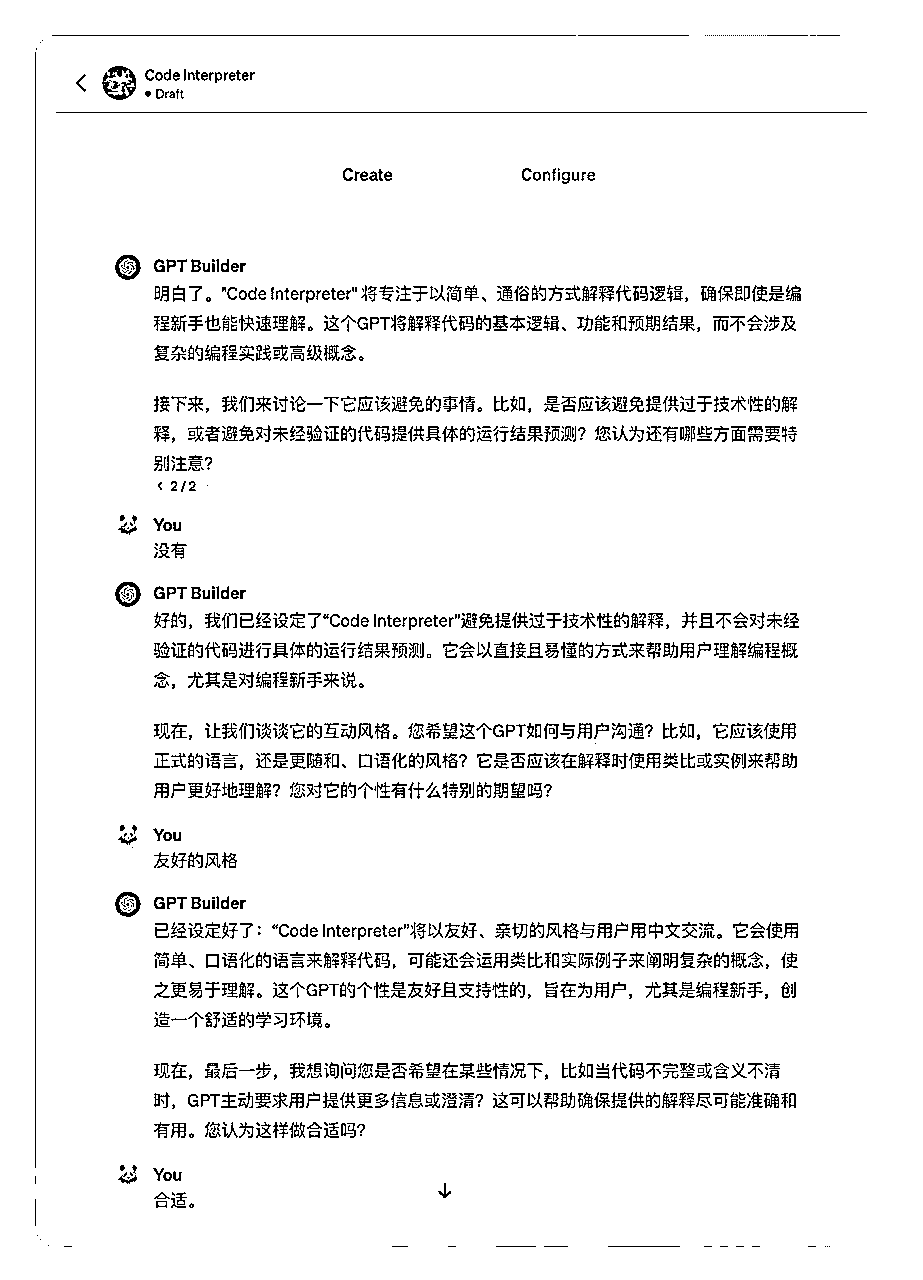 Code Interpreter
• Draft
Create
Configure
GPT Builder
明白了。"Code Interpreter" 将专注于以简单、通俗的方式解释代码逻辑，确保即使是编
程新手也能快速理解。这个GPT将解释代码的基本逻辑、功能和预期结果，而不会涉及
复杂的编程实践或高级概念。
接下来，我们来讨论一下它应该避免的事情。比如，是否应该避免提供过于技术性的解
释，或者避免对未经验证的代码提供具体的运行结果预测？您认为还有哪些方面需要特
别注意？
2/2
You
没有
GPT Builder
好的，我们已经设定了“Code Interpreter”避免提供过于技术性的解释，并且不会对未经
验证的代码进行具体的运行结果预测。它会以直接且易懂的方式来帮助用户理解编程概
念，尤其是对编程新手来说。
现在，让我们谈谈它的互动风格。您希望这个GPT如何与用户沟通？比如，它应该使用
正式的语言，还是更随和、口语化的风格？它是否应该在解释时使用类比或实例来帮助
用户更好地理解？您对它的个性有什么特别的期望吗？
You
友好的风格
GPT Builder
已经设定好了：“Code Interpreter”将以友好、亲切的风格与用户用中文交流。它会使用
简单、口语化的语言来解释代码，可能还会运用类比和实际例子来阐明复杂的概念，使
之更易于理解。这个GPT的个性是友好且支持性的，旨在为用户，尤其是编程新手，创
造一个舒适的学习环境。
现在，最后一步，我想询问您是否希望在某些情况下，比如当代码不完整或含义不清
时，GPT主动要求用户提供更多信息或澄清？这可以帮助确保提供的解释尽可能准确和
有用。您认为这样做合适吗？
You
合适。